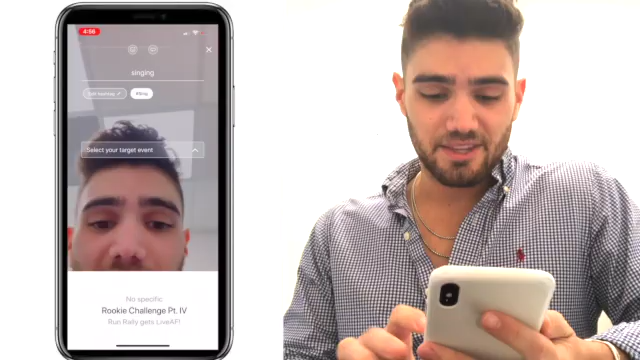 4:56
singing
Select your target event
No specific
Rookie Challenge Pt. IV
Run Rally gets LiveAF!